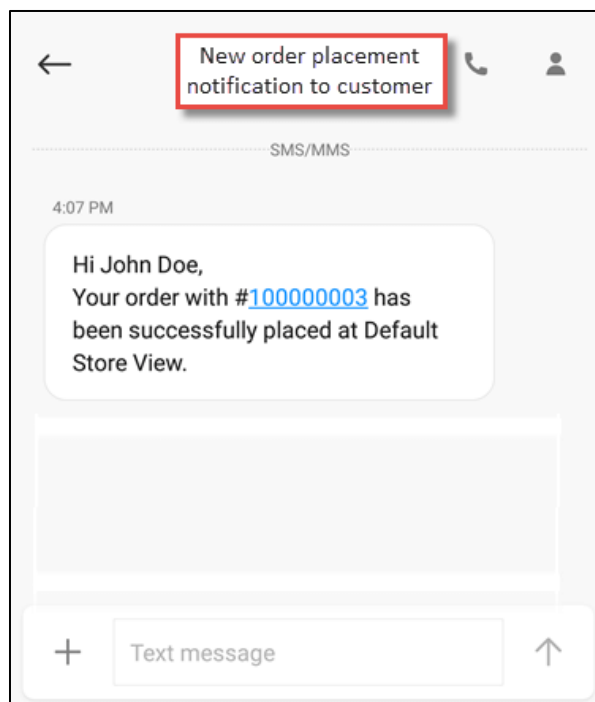 New order placement
notification to customer
SMS/MMS
4:07 PM
Hi John Doe,
Your order with #100000003 has
been successfully placed at Default
Store View.
Text message